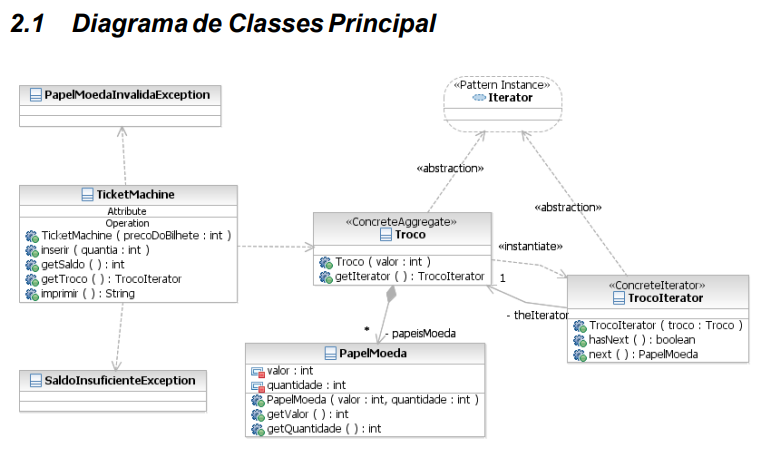 2.1 Diagrama de Classes Principal
PapelMoedaInvalidaException
«Pattern Instance»
Iterator
«abstraction»
«abstraction»
TicketMachine
Attribute
Operation
TicketMachine ( precoDoBilhete : int )
inserir ( quantia : int )
getSaldo ( ) : int
getTroco ( ) : TrocoIterator
imprimir ( ) : String
«ConcreteAggregate»
Troco
Troco ( valor : int )
getIterator ( ) : TrocoIterator
«instantiate»
1
- theIterator
«ConcreteIterator»
TrocoIterator
TrocoIterator ( troco : Troco )
hasNext ( ) : boolean
next ( ) : PapelMoeda
*
- papeisMoeda
PapelMoeda
valor : int
quantidade : int
PapelMoeda ( valor : int, quantidade : int )
getValor ( ) : int
getQuantidade ( ) : int
SaldoInsuficienteException